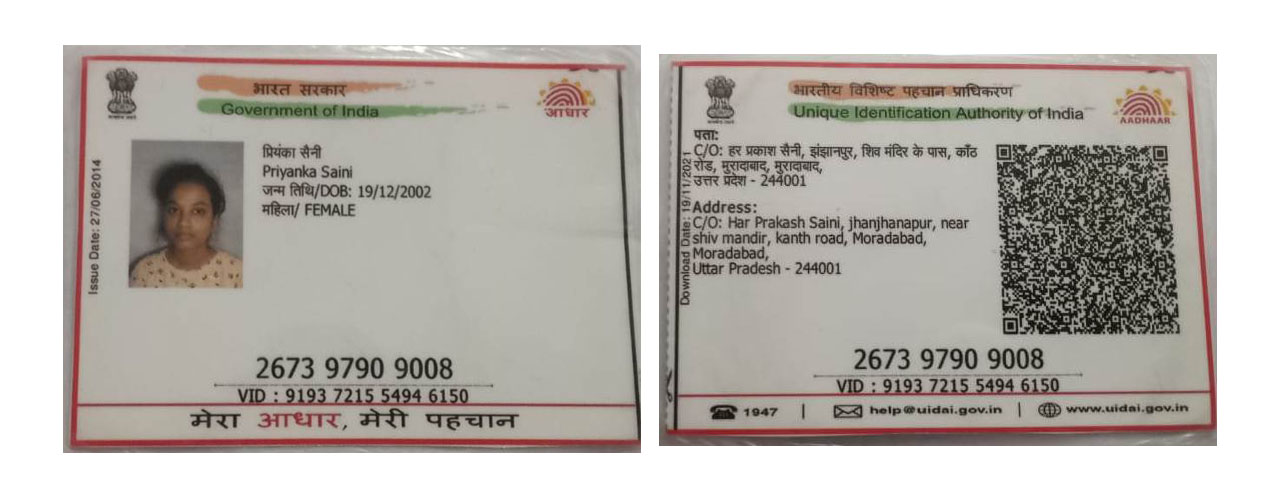 भारत सरकार
Government of India
आधार
Issue Date: 27/06/2014
प्रियंका सैनी
Priyanka Saini
जन्म तिथि/DOB: 19/12/2002
महिला/ FEMALE
2673 9790 9008
VID : 9193 7215 5494 6150
मेरा आधार, मेरी पहचान
भारतीय विशिष्ट पहचान प्राधिकरण
Unique Identification Authority of India
AADHAAR
Download Date: 19/11/2021
पता:
C/O: हर प्रकाश सैनी, झंझानपुर, शिव मंदिर के पास, काँठ
रोड, मुरादाबाद, मुरादाबाद,
उत्तर प्रदेश - 244001
Address:
C/O: Har Prakash Saini, jhanjhanapur, near
shiv mandir, kanth road, Moradabad,
Moradabad,
Uttar Pradesh - 244001
2673 9790 9008
VID : 9193 7215 5494 6150
1947 | help@uidai.gov.in | www.uidai.gov.in